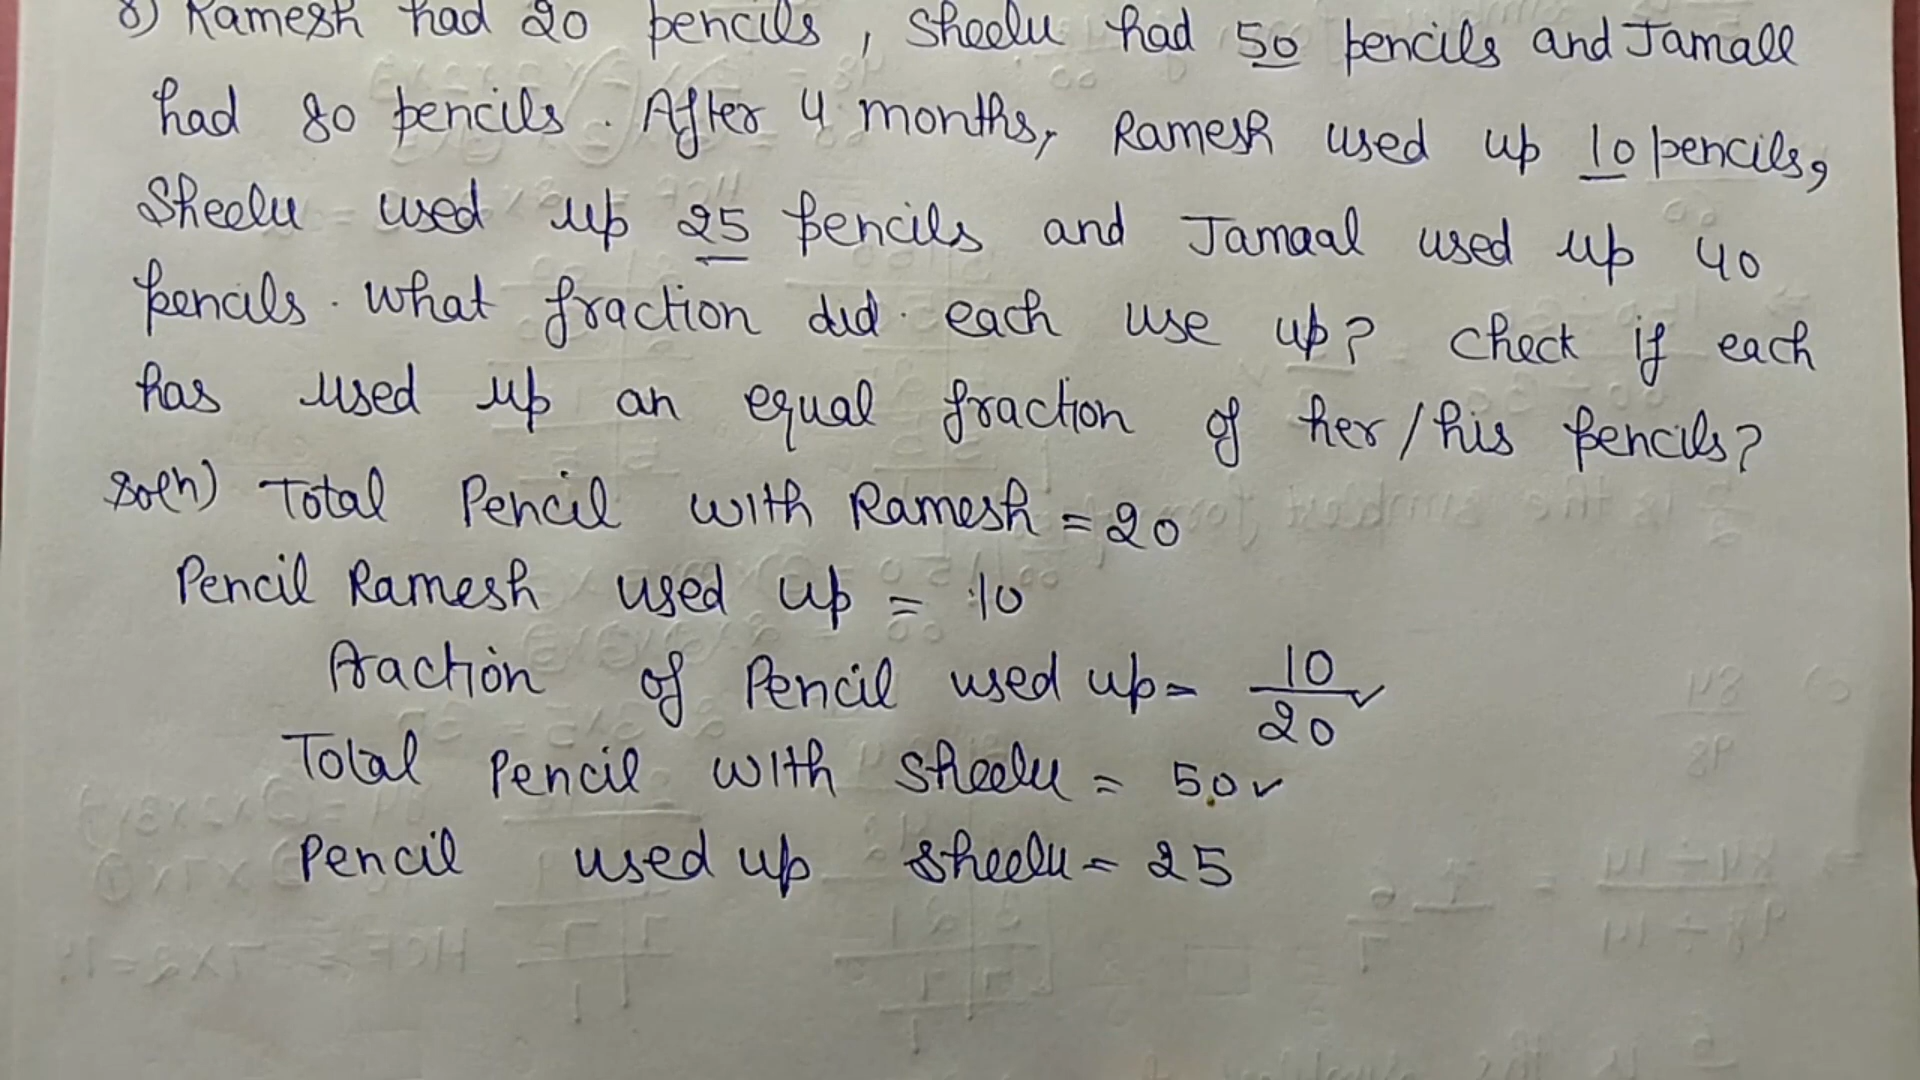 8) Ramesh had 20 pencils, Sheelu had 50 pencils and Jamall
had 80 pencils. After 4 months, Ramesh used up 10 pencils,
Sheelu used up 25 pencils and Jamaal used up 40
pencils. what fraction did each use up? check if each
has used up an equal fraction of her/his pencils?
Soln) Total Pencil with Ramesh = 20
Pencil Ramesh used up = 10
Fraction of Pencil used up = 10/20
Total Pencil with Sheelu = 50
Pencil used up Sheelu = 25